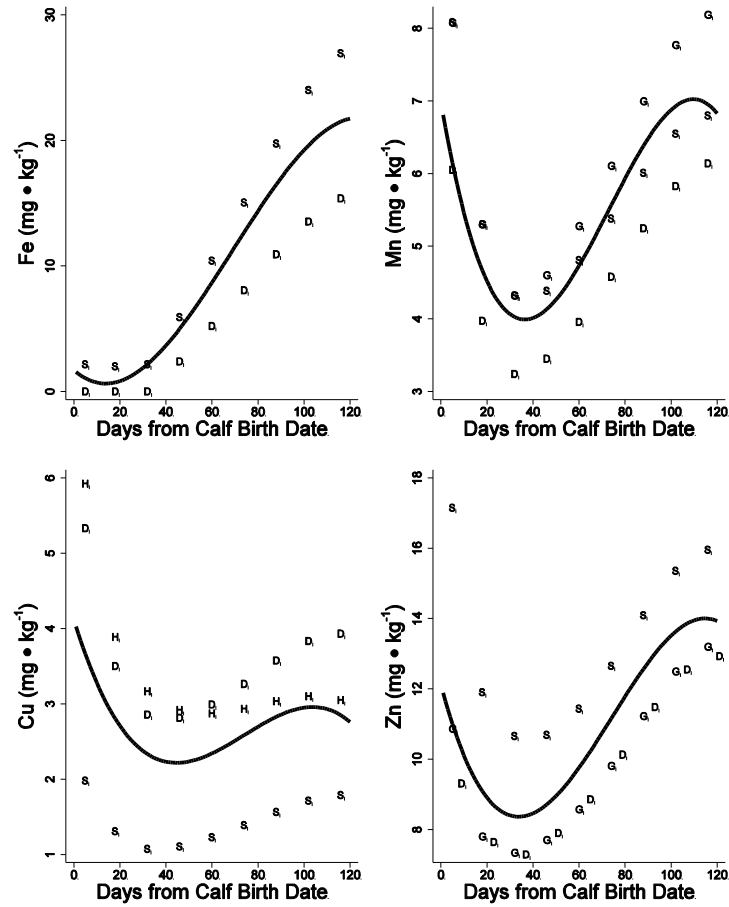 Fe (mg ● kg-1)
30
20
10
0
S S S S S S S S S
D D D D D D D D D
0 20 40 60 80 100 120
Days from Calf Birth Date
Mn (mg ● kg-1)
8
7
6
5
4
3
G G G G G G G G G
S S S S S S S S S
D D D D D D D D D
0 20 40 60 80 100 120
Days from Calf Birth Date
Cu (mg ● kg-1)
6
5
4
3
2
1
H H H H H H H H H
D D D D D D D D D
S S S S S S S S S
0 20 40 60 80 100 120
Days from Calf Birth Date
Zn (mg ● kg-1)
18
16
14
12
10
8
S S S S S S S S S
G G G G G G G G G
D D D D D D D D D
0 20 40 60 80 100 120
Days from Calf Birth Date